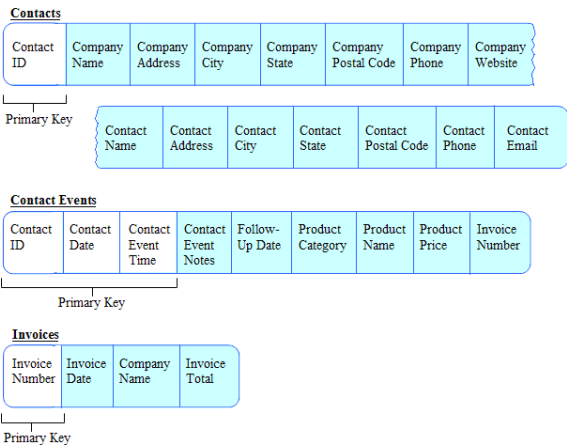 Contacts
Contact ID
Company Name
Company Address
Company City
Company State
Company Postal Code
Company Phone
Company Website
Primary Key
Contact Name
Contact Address
Contact City
Contact State
Contact Postal Code
Contact Phone
Contact Email
Contact Events
Contact ID
Contact Date
Contact Event Time
Contact Event Notes
Follow-Up Date
Product Category
Product Name
Product Price
Invoice Number
Primary Key
Invoices
Invoice Number
Invoice Date
Company Name
Invoice Total
Primary Key